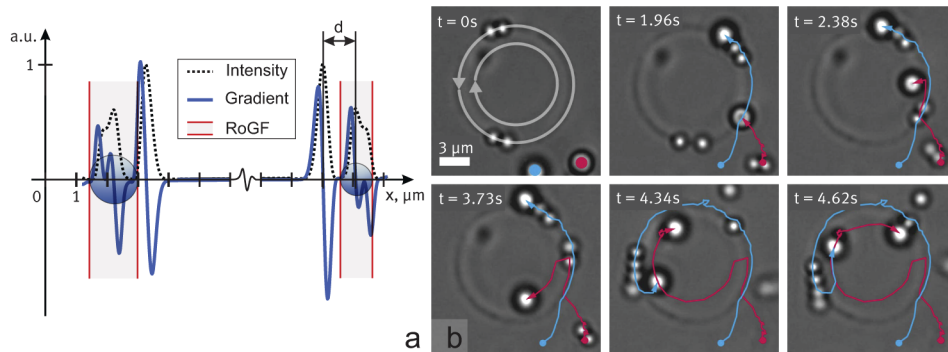 a.u.
1
0
1
x, μm
d
Intensity
Gradient
RoGF
a
t = 0s
3 μm
t = 1.96s
t = 2.38s
t = 3.73s
t = 4.34s
t = 4.62s
b